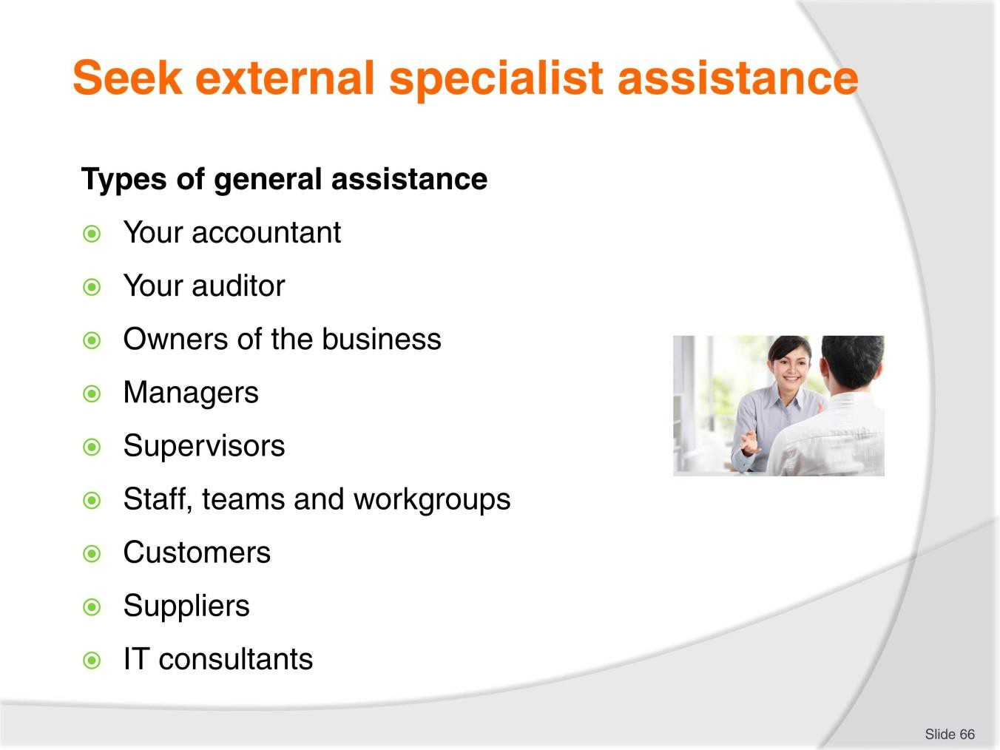 Seek external specialist assistance
Types of general assistance
Your accountant
Your auditor
Owners of the business
Managers
Supervisors
Staff, teams and workgroups
Customers
Suppliers
IT consultants
Slide 66